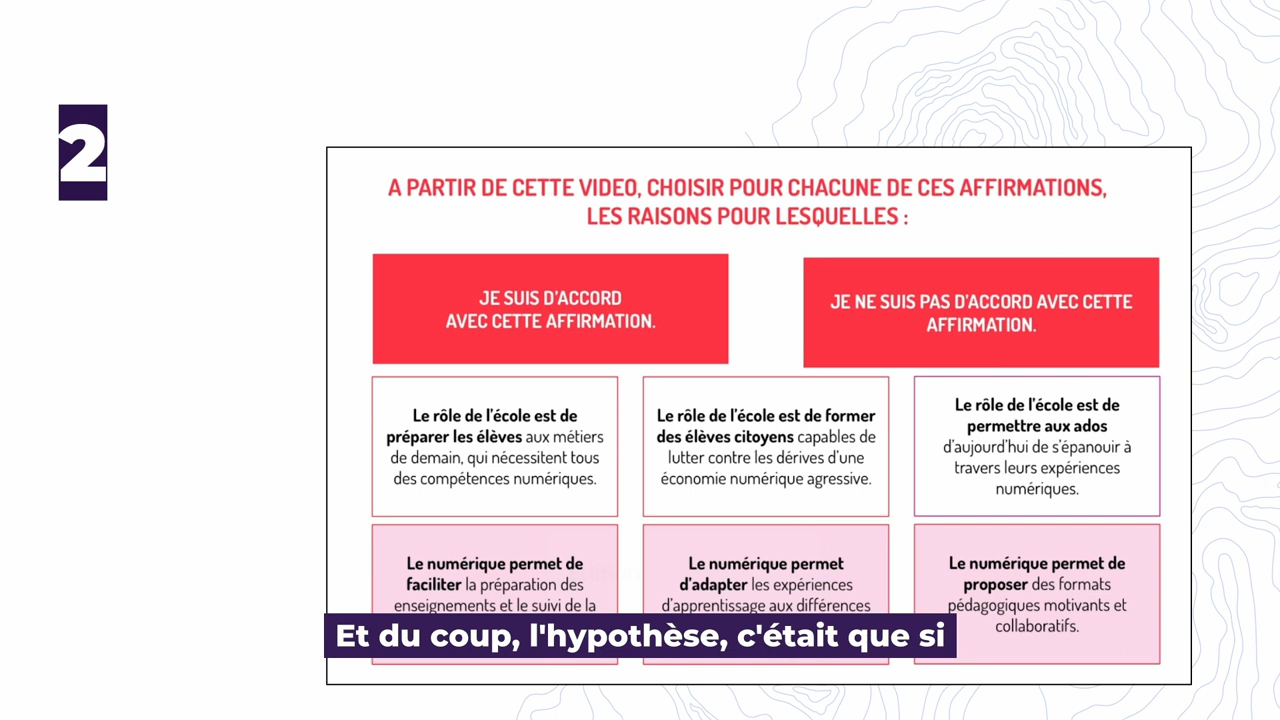 2
A PARTIR DE CETTE VIDEO, CHOISIR POUR CHACUNE DE CES AFFIRMATIONS,
LES RAISONS POUR LESQUELLES :
JE SUIS D'ACCORD
AVEC CETTE AFFIRMATION.
JE NE SUIS PAS D'ACCORD AVEC CETTE
AFFIRMATION.
Le rôle de l'école est de
préparer les élèves aux métiers
de demain, qui nécessitent tous
des compétences numériques.
Le rôle de l'école est de former
des élèves citoyens capables de
lutter contre les dérives d'une
économie numérique agressive.
Le rôle de l'école est de
permettre aux ados
d'aujourd'hui de s'épanouir à
travers leurs expériences
numériques.
Le numérique permet de
faciliter la préparation des
enseignements et le suivi de la
Le numérique permet
d'adapter les expériences
d'apprentissage aux différences
Le numérique permet de
proposer des formats
pédagogiques motivants et
collaboratifs.
Et du coup, l'hypothèse, c'était que si